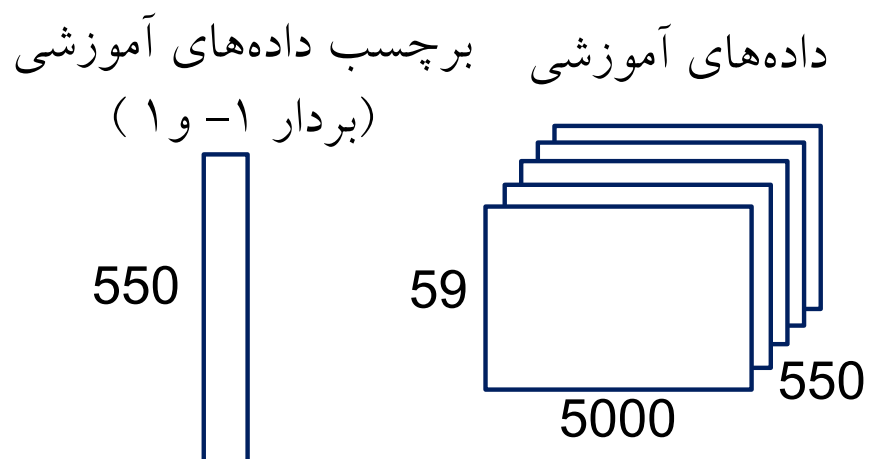 داده‌های آموزشی
برچسب داده‌های آموزشی
(بردار ۱- و ۱ )
550
59
550
5000